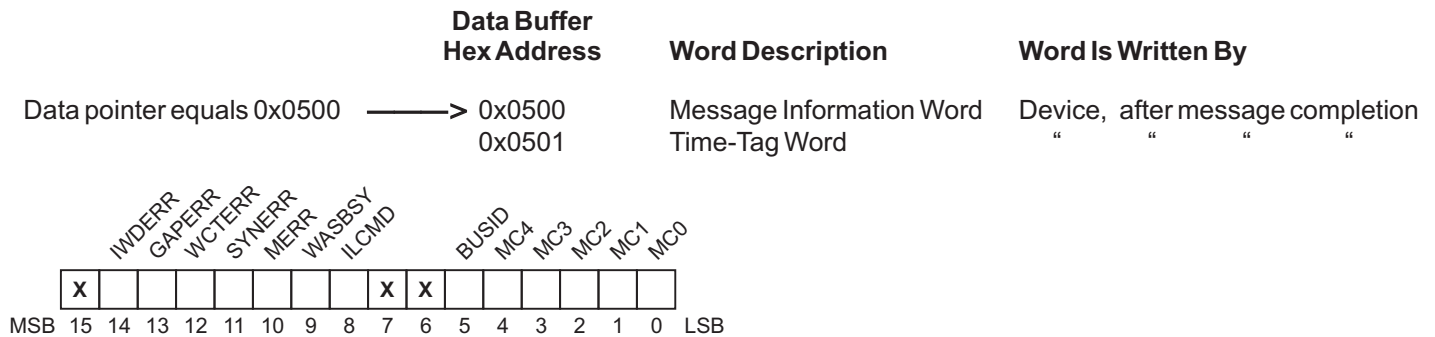 Data Buffer
Hex Address Word Description Word Is Written By
Data pointer equals 0x0500 ———> 0x0500 Message Information Word Device, after message completion
0x0501 Time-Tag Word “ “ “ “
IWDERR GAPERR WCTERR SYNERR MERR WASBSY ILCMD BUSID MC4 MC3 MC2 MC1 MC0
X X X
MSB 15 14 13 12 11 10 9 8 7 6 5 4 3 2 1 0 LSB